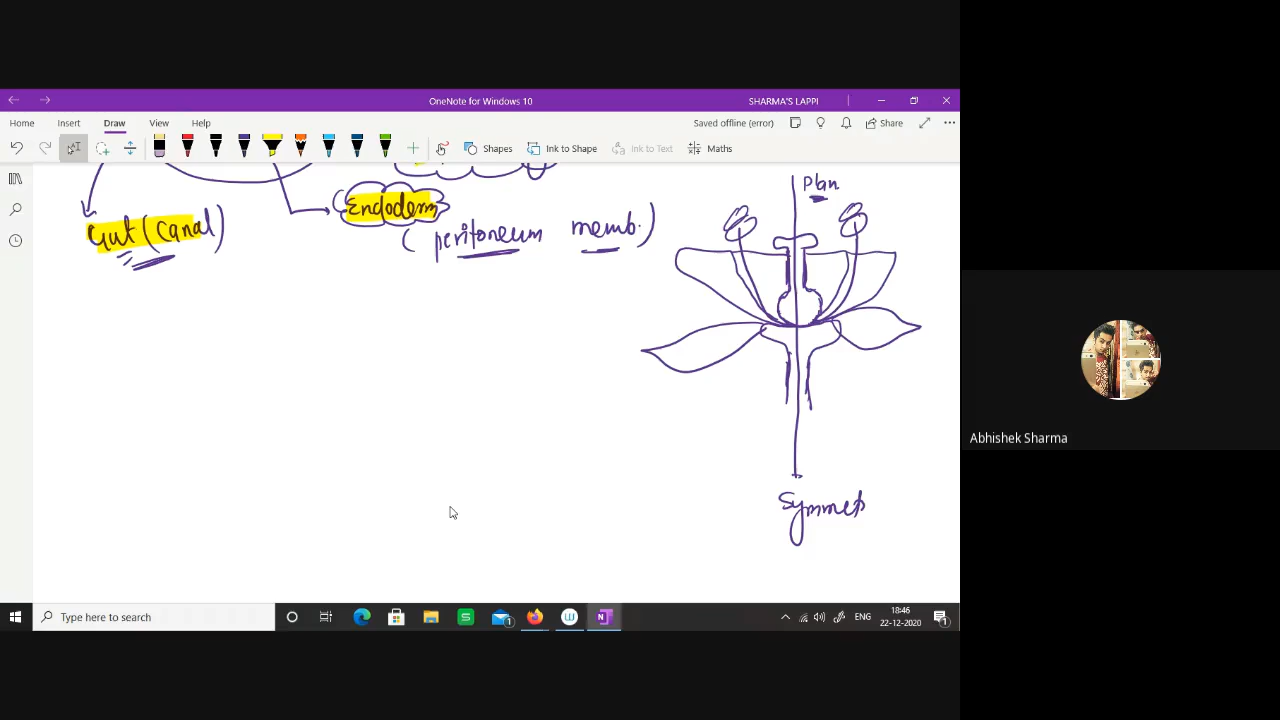 OneNote for Windows 10
SHARMA'S LAPPI
Home Insert Draw View Help
Saved offline (error)
Share
Shapes
Ink to Shape
Ink to Text
Maths
Plan
Endoderm
Gut (Canal)
(peritoneum memb.)
Abhishek Sharma
Symmet
Type here to search
ENG
18:46
22-12-2020